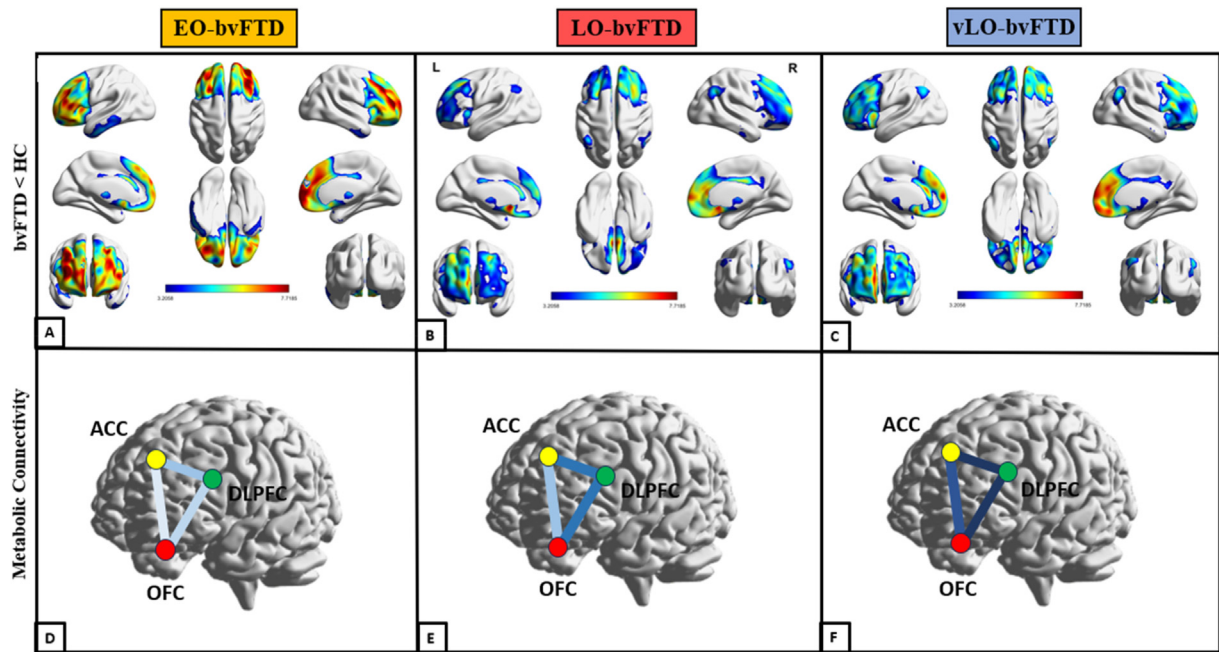 EO-bvFTD
LO-bvFTD
vLO-bvFTD
bvFTD < HC
L
R
3.2058
7.7185
A
3.2058
7.7185
B
3.2058
7.7185
C
Metabolic Connectivity
ACC
DLPFC
OFC
D
ACC
DLPFC
OFC
E
ACC
DLPFC
OFC
F